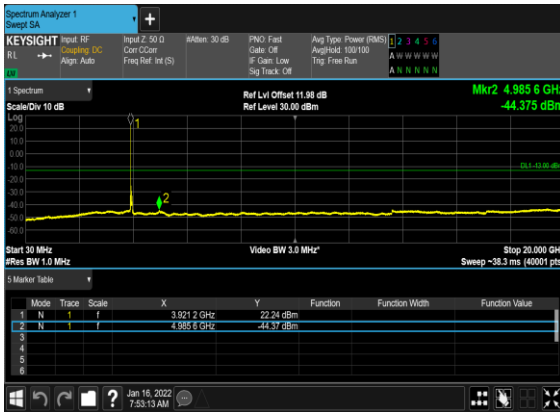 Spectrum Analyzer 1
Swept SA
KEYSIGHT Input: RF Input Z: 50 Ω #Atten: 30 dB PNO: Fast Avg Type: Power (RMS) 1 2 3 4 5 6
RL Coupling: DC Corr CCorr Gate: Off Avg|Hold: 100/100 A W W W W W
Align: Auto Freq Ref: Int (S) IF Gain: Low Trig: Free Run
Sig Track: Off A N N N N N
1 Spectrum Ref Lvl Offset 11.98 dB Mkr2 4.985 6 GHz
Scale/Div 10 dB Ref Level 30.00 dBm -44.375 dBm
Log
1
20.0
10.0
0.00
-10.0 DL1 -13.00 dBm
-20.0
-30.0
-40.0 2
-50.0
-60.0
Start 30 MHz Video BW 3.0 MHz* Stop 20.000 GHz
#Res BW 1.0 MHz Sweep ~38.3 ms (40001 pts)
5 Marker Table
Mode Trace Scale X Y Function Function Width Function Value
1 N 1 f 3.921 2 GHz 22.24 dBm
2 N 1 f 4.985 6 GHz -44.37 dBm
3
4
5
6
? Jan 16, 2022
7:53:13 AM